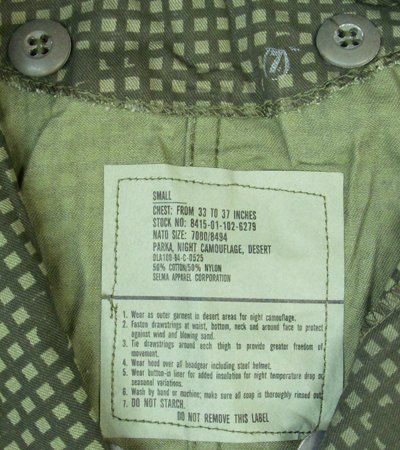 7
SMALL
CHEST: FROM 33 TO 37 INCHES
STOCK NO: 8415-01-102-6279
NATO SIZE: 7080/8494
PARKA, NIGHT CAMOUFLAGE, DESERT
DLA100-84-C-0525
50% COTTON/50% NYLON
SELMA APPAREL CORPORATION
1. Wear as outer garment in desert areas for night camouflage.
2. Fasten drawstrings at waist, bottom, neck and around face to protect
against wind and blowing sand.
3. Tie drawstrings around each thigh to provide greater freedom of
movement.
4. Wear hood over all headgear including steel helmet.
5. Wear button-in liner for added insulation for night temperature drop or
seasonal variations.
6. Wash by hand or machine; make sure all soap is thoroughly rinsed out.
7. DO NOT STARCH.
DO NOT REMOVE THIS LABEL